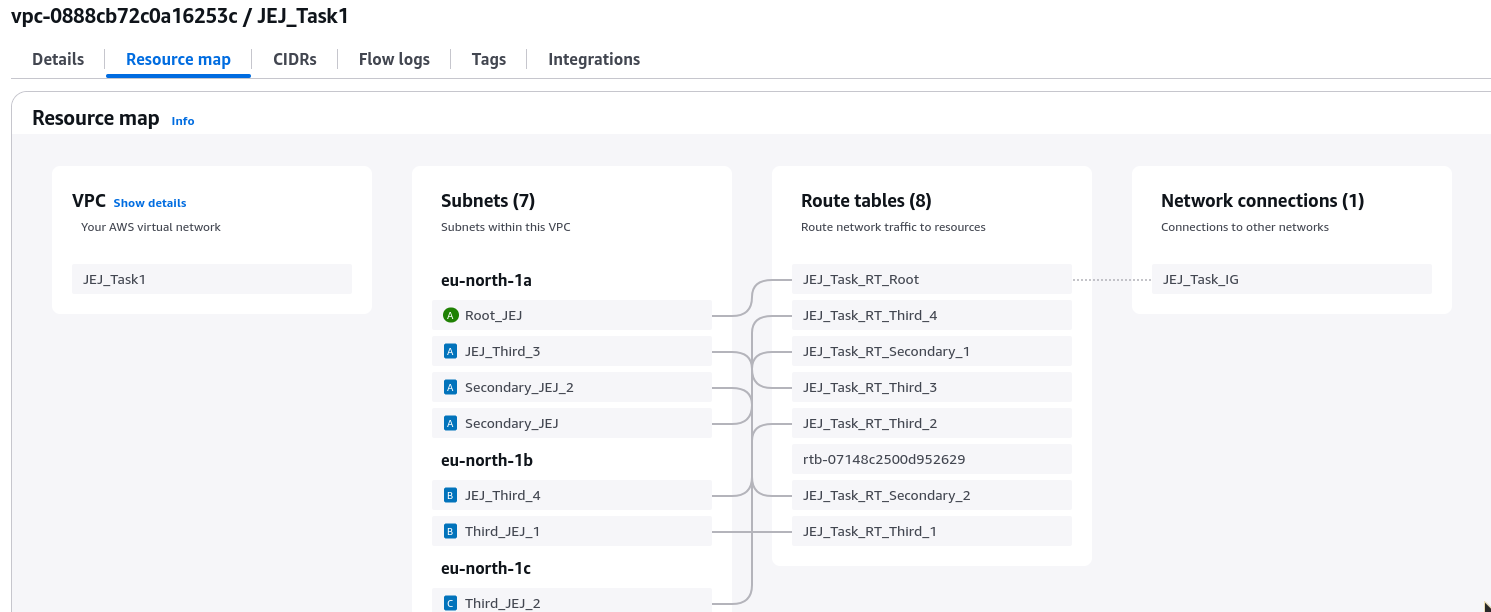 vpc-0888cb72c0a16253c / JEJ_Task1
Details
Resource map
CIDRs
Flow logs
Tags
Integrations
Resource map Info
VPC Show details
Your AWS virtual network
JEJ_Task1
Subnets (7)
Subnets within this VPC
eu-north-1a
A Root_JEJ
A JEJ_Third_3
A Secondary_JEJ_2
A Secondary_JEJ
eu-north-1b
B JEJ_Third_4
B Third_JEJ_1
eu-north-1c
C Third_JEJ_2
Route tables (8)
Route network traffic to resources
JEJ_Task_RT_Root
JEJ_Task_RT_Third_4
JEJ_Task_RT_Secondary_1
JEJ_Task_RT_Third_3
JEJ_Task_RT_Third_2
rtb-07148c2500d952629
JEJ_Task_RT_Secondary_2
JEJ_Task_RT_Third_1
Network connections (1)
Connections to other networks
JEJ_Task_IG